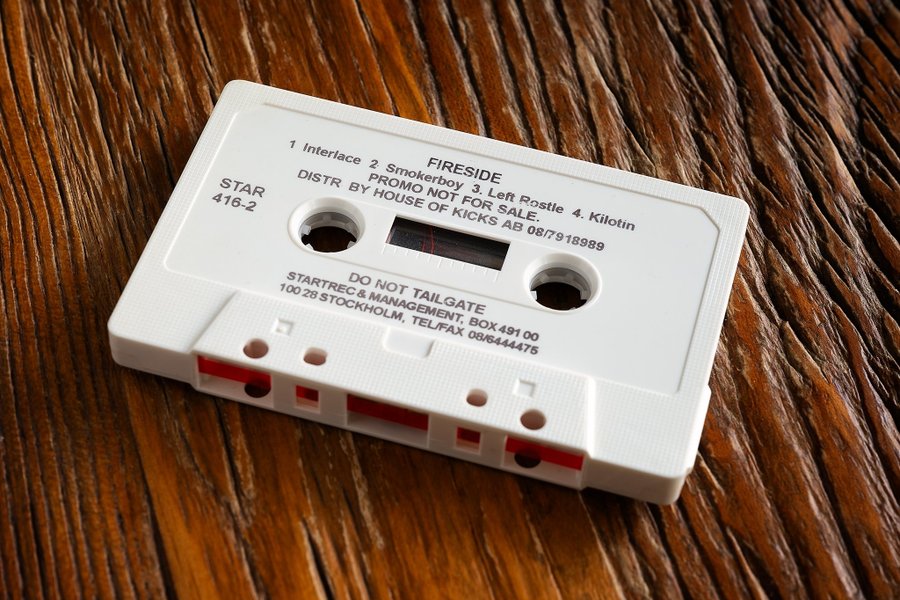 FIRESIDE
1 Interlace 2 Smokerboy 3. Left Rostle 4. Kilotin
PROMO NOT FOR SALE.
DISTR BY HOUSE OF KICKS AB 08/7918989
STAR
416-2
DO NOT TAILGATE
STARTREC & MANAGEMENT, BOX 491 00
100 28 STOCKHOLM, TEL/FAX 08/6444475